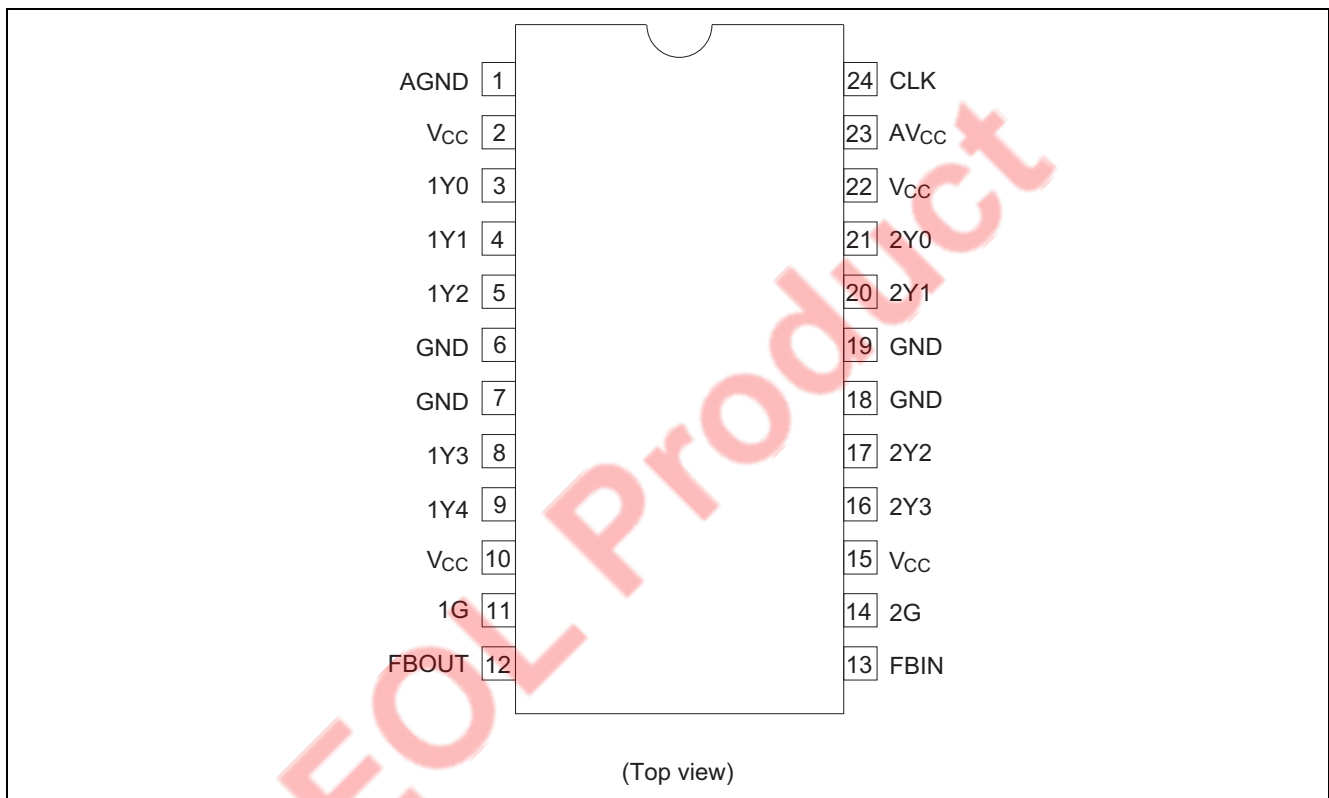 AGND 1
VCC 2
1Y0 3
1Y1 4
1Y2 5
GND 6
GND 7
1Y3 8
1Y4 9
VCC 10
1G 11
FBOUT 12
24 CLK
23 AVCC
22 VCC
21 2Y0
20 2Y1
19 GND
18 GND
17 2Y2
16 2Y3
15 VCC
14 2G
13 FBIN
(Top view)
EOL Product